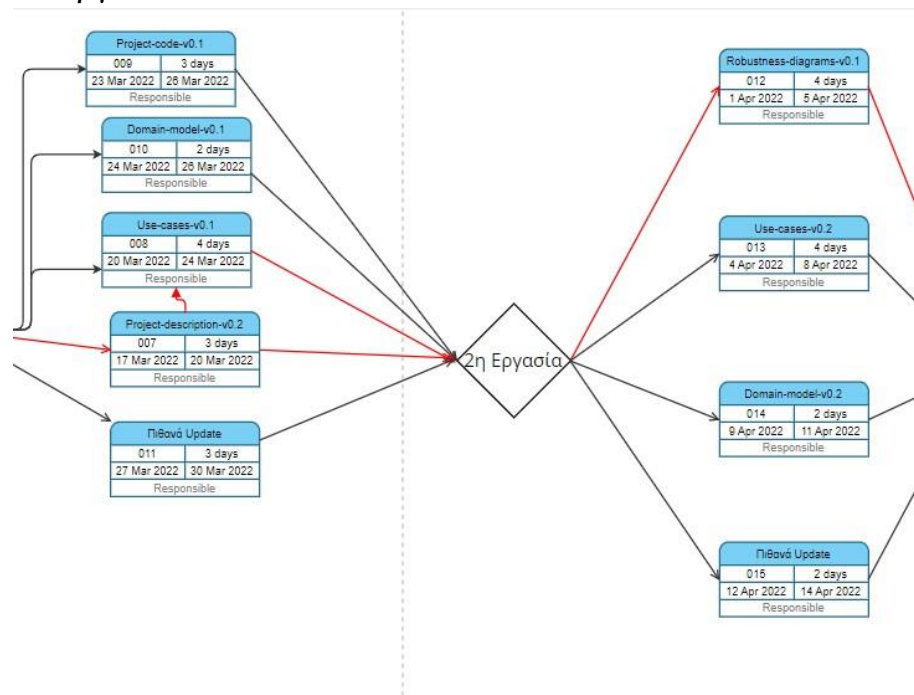 Project-code-v0.1
009 3 days
23 Mar 2022 26 Mar 2022
Responsible
Domain-model-v0.1
010 2 days
24 Mar 2022 26 Mar 2022
Responsible
Use-cases-v0.1
008 4 days
20 Mar 2022 24 Mar 2022
Responsible
Project-description-v0.2
007 3 days
17 Mar 2022 20 Mar 2022
Responsible
Πιθανά Update
011 3 days
27 Mar 2022 30 Mar 2022
Responsible
2η Εργασία
Robustness-diagrams-v0.1
012 4 days
1 Apr 2022 5 Apr 2022
Responsible
Use-cases-v0.2
013 4 days
4 Apr 2022 8 Apr 2022
Responsible
Domain-model-v0.2
014 2 days
9 Apr 2022 11 Apr 2022
Responsible
Πιθανά Update
015 2 days
12 Apr 2022 14 Apr 2022
Responsible